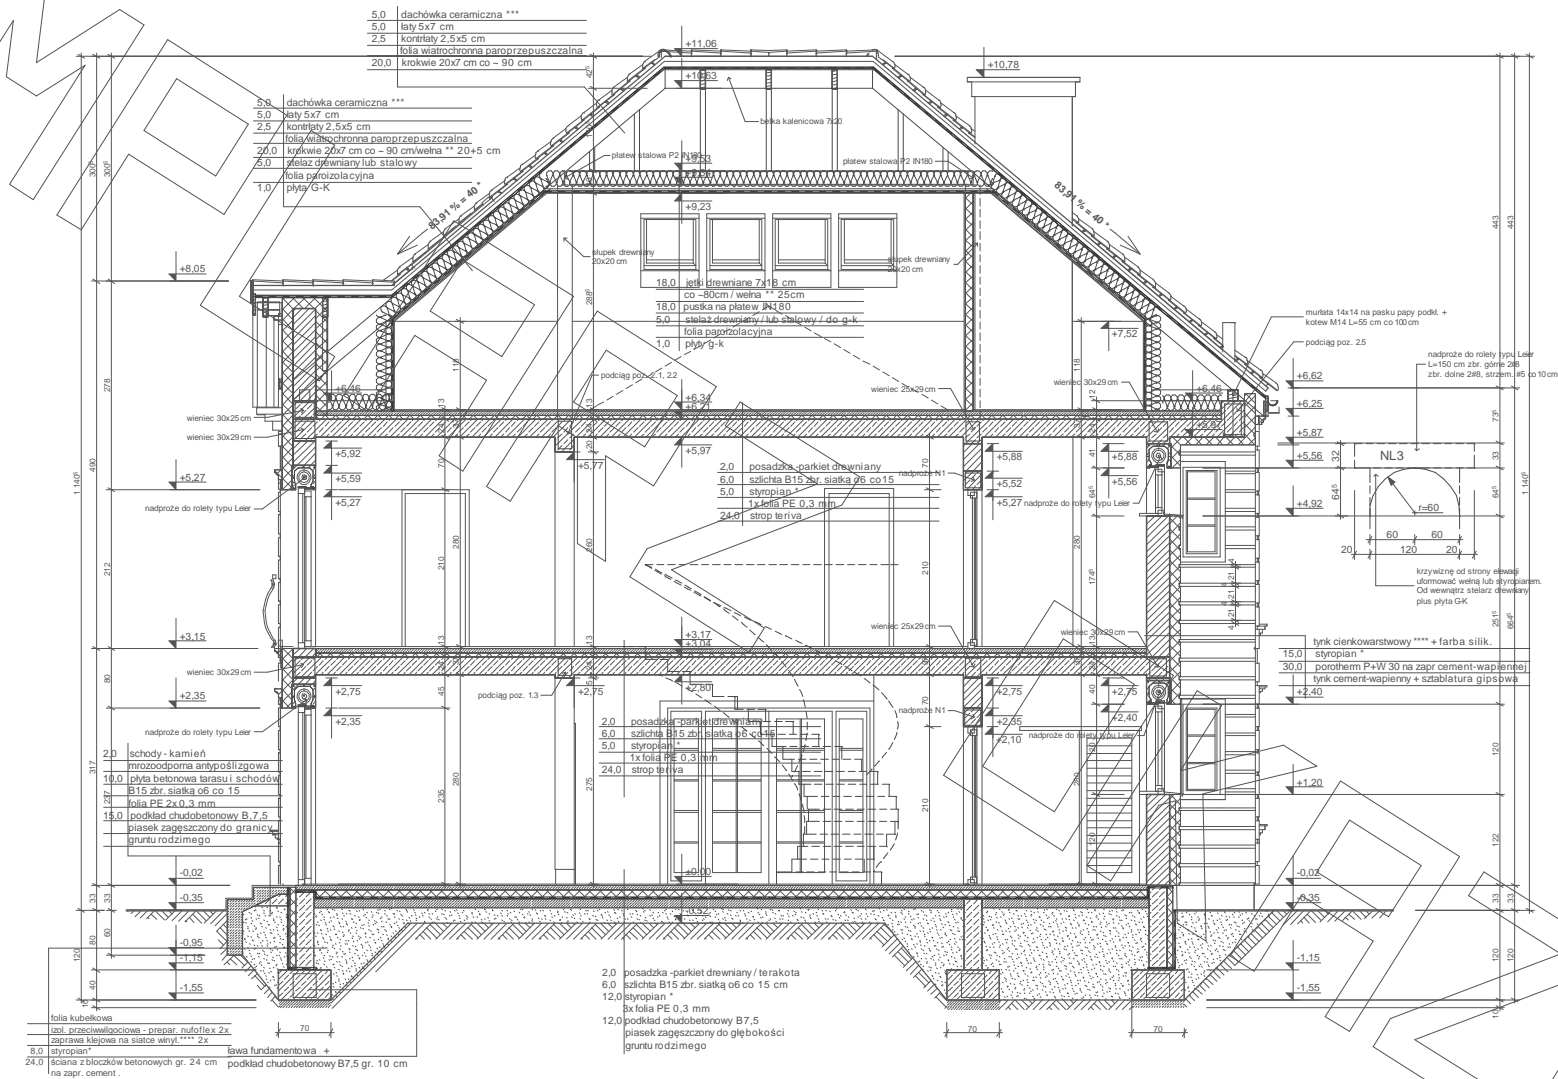 5,0 dachówka ceramiczna ***
5,0 łaty 5x7 cm
2,5 kontrłaty 2,5x5 cm
folia wiatrochronna paroprzepuszczalna
20,0 krokwie 20x7 cm co ~ 90 cm
5,0 dachówka ceramiczna ***
5,0 łaty 5x7 cm
2,5 kontrłaty 2,5x5 cm
folia wiatrochronna paroprzepuszczalna
20,0 krokwie 20x7 cm co ~ 90 cm/wełna ** 20+5 cm
5,0 stelaż drewniany lub stalowy
folia paroizolacyjna
1,0 płyta G-K
+11,06
+10,63
+10,78
belka kalenicowa 7x20
płatew stalowa P2 IN180
płatew stalowa P2 IN180
+9,53
+9,23
83,91 % = 40 °
83,91 % = 40 °
+8,05
słupek drewniany
20x20 cm
słupek drewniany
20x20 cm
18,0 jętki drewniane 7x18 cm
co ~80cm / wełna ** 25cm
18,0 pustka na płatew IN180
5,0 stelaż drewniany / lub stalowy / do g-k
folia paroizolacyjna
1,0 płyty g-k
+7,52
murłata 14x14 na pasku papy podkł. +
kotew M14 L=55 cm co 100cm
podciąg poz. 2.5
nadproże do rolety typu Leier
L=150 cm zbr. górne 2#8
zbr. dolne 2#8, strzem. #5 co 10 cm
podciąg poz. 2.1, 2.2
wieniec 25x29cm
wieniec 30x29cm
+6,46
+6,34
+6,21
+6,46
+6,62
+6,25
wieniec 30x25cm
wieniec 30x29cm
+5,92
+5,59
+5,27
+5,27
+5,77
+5,97
+5,88
+5,52
+5,27
+5,88
+5,56
+5,97
+5,87
+5,56
+4,92
nadproże N1
nadproże do rolety typu Leier
nadproże do rolety typu Leier
2,0 posadzka -parkiet drewniany
6,0 szlichta B15 zbr. siatką o6 co15
5,0 styropian *
1x folia PE 0,3 mm
24,0 strop teriva
NL3
r=60
60 60
20 120 20
32
64⁵
krzywiznę od strony elewacji
uformować wełną lub styropianem.
Od wewnątrz stelarz drewniany
plus płyta G-K
wieniec 25x29cm
wieniec 30x29cm
+3,15
+3,17
+3,04
tynk cienkowarstwowy **** + farba silik.
15,0 styropian *
30,0 porotherm P+W 30 na zapr cement-wapiennej
tynk cement-wapienny + sztablatura gipsowa
wieniec 30x29cm
podciąg poz. 1.3
+2,35
+2,75
+2,35
+2,75
+2,80
+2,75
+2,35
+2,10
+2,75
+2,40
+2,40
nadproże N1
nadproże do rolety typu Leier
nadproże do rolety typu Leier
2,0 posadzka -parkiet drewniany
6,0 szlichta B15 zbr. siatką o6 co15
5,0 styropian *
1x folia PE 0,3 mm
24,0 strop teriva
2,0 schody - kamień
mrozoodporna antypoślizgowa
10,0 płyta betonowa tarasu i schodów
B15 zbr. siatką o6 co 15
folia PE 2x 0,3 mm
15,0 podkład chudobetonowy B,7,5
piasek zagęszczony do granicy
gruntu rodzimego
+1,20
-0,02
-0,35
±0,00
-0,52
-0,02
-0,35
-0,95
-1,15
-1,55
-1,15
-1,55
70
70
70
2,0 posadzka -parkiet drewniany / terakota
6,0 szlichta B15 zbr. siatką o6 co 15 cm
12,0 styropian *
3x folia PE 0,3 mm
12,0 podkład chudobetonowy B7,5
piasek zagęszczony do głębokości
gruntu rodzimego
folia kubełkowa
izol. przeciwwilgociowa - prepar. nufoflex 2x
zaprawa klejowa na siatce winyl.**** 2x
8,0 styropian*
24,0 ściana z bloczków betonowych gr. 24 cm
na zapr. cement .
ława fundamentowa +
podkład chudobetonowy B7,5 gr. 10 cm